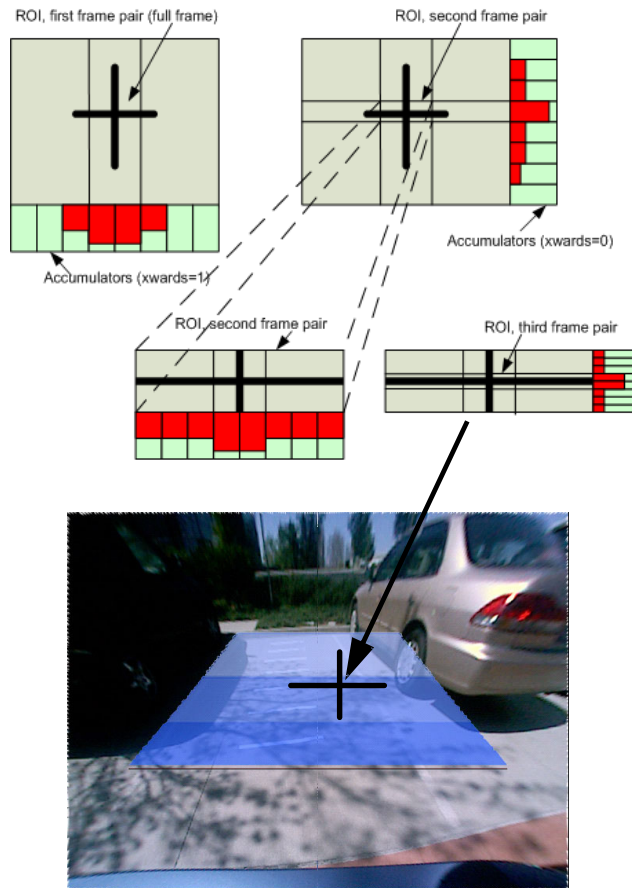 ROI, first frame pair (full frame)
ROI, second frame pair
Accumulators (xwards=1)
Accumulators (xwards=0)
ROI, second frame pair
ROI, third frame pair